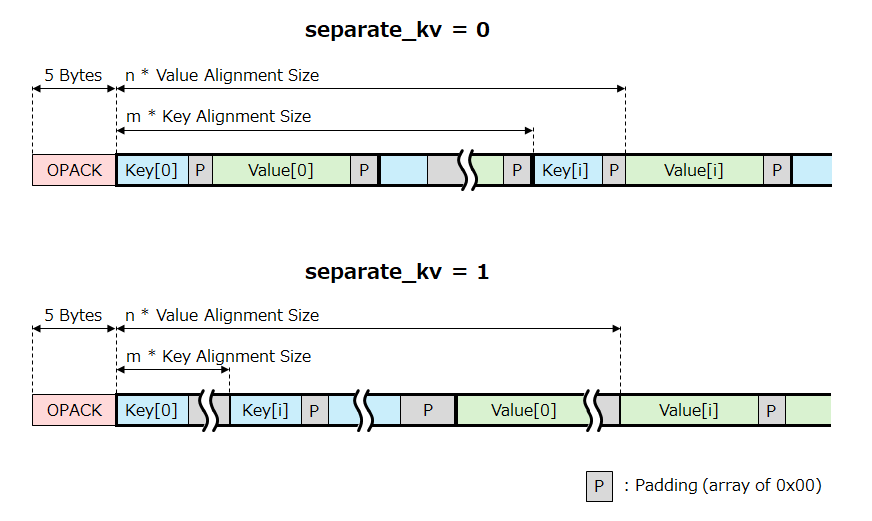 separate_kv = 0
5 Bytes n * Value Alignment Size
m * Key Alignment Size
OPACK Key[0] P Value[0] P P Key[i] P Value[i] P
separate_kv = 1
5 Bytes n * Value Alignment Size
m * Key Alignment Size
OPACK Key[0] Key[i] P P Value[0] Value[i] P
P : Padding (array of 0x00)